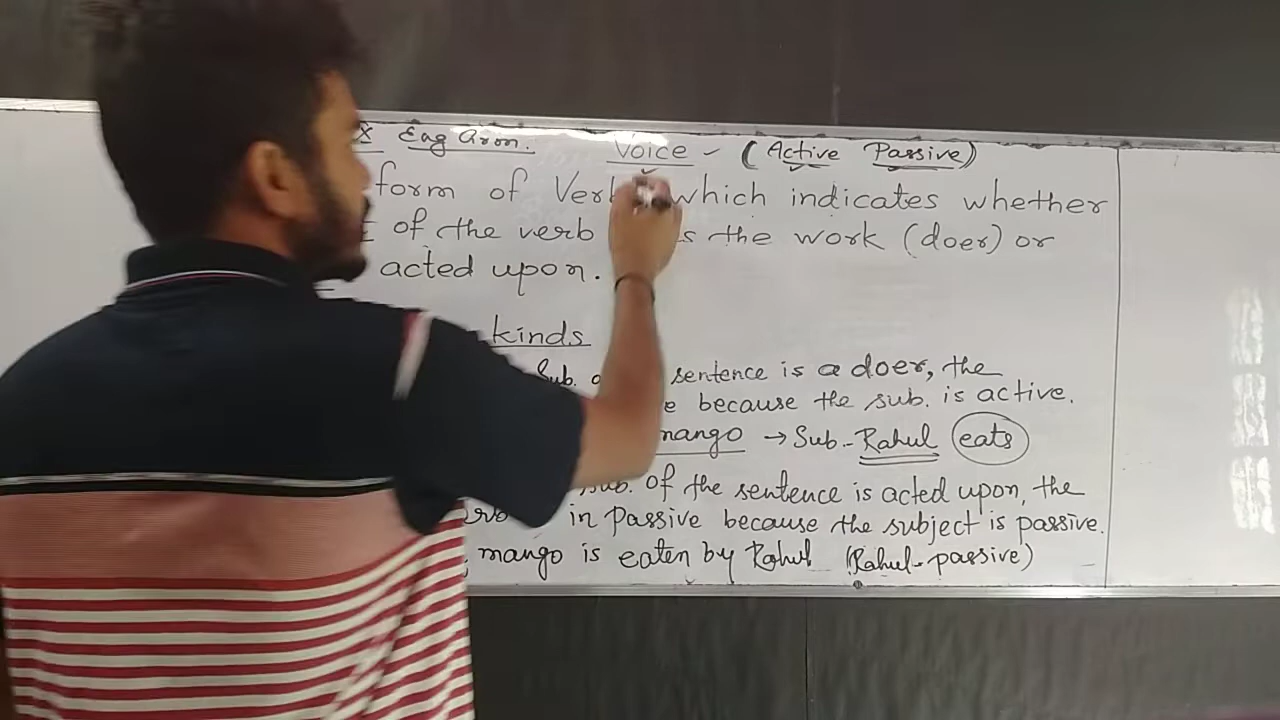 X Eng Gram. Voice - (Active Passive)
form of Verb which indicates whether
of the verb the work (doer) or
acted upon.
kinds
Sub. sentence is a doer, the
because the sub. is active.
mango → Sub.- Rahul eats
sub. of the sentence is acted upon, the
in passive because the subject is passive.
mango is eaten by Rahul (Rahul-passive)